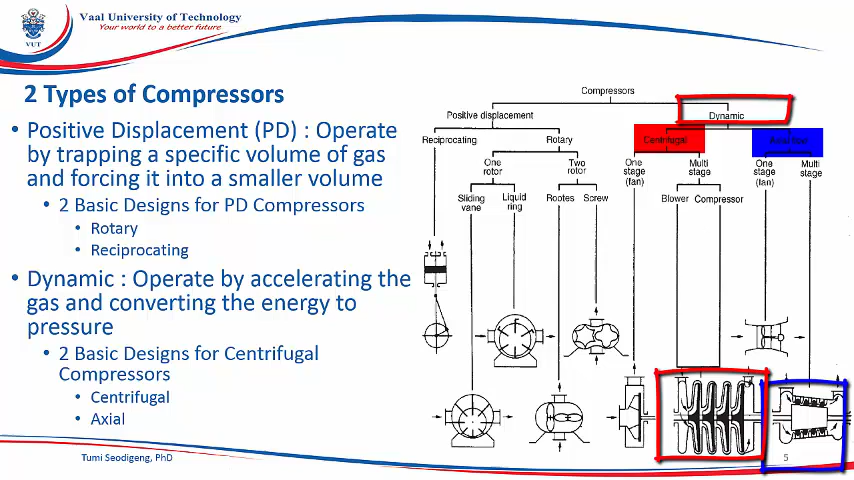 Vaal University of Technology
Your world to a better future
VUT
2 Types of Compressors
• Positive Displacement (PD) : Operate
by trapping a specific volume of gas
and forcing it into a smaller volume
• 2 Basic Designs for PD Compressors
• Rotary
• Reciprocating
• Dynamic : Operate by accelerating the
gas and converting the energy to
pressure
• 2 Basic Designs for Centrifugal
Compressors
• Centrifugal
• Axial
Compressors
Positive displacement
Dynamic
Reciprocating
Rotary
Centrifugal
One
rotor
Two
rotor
One
stage
(fan)
Multi
stage
One
stage
(fan)
Multi
stage
Sliding
vane
Liquid
ring
Rootes
Screw
Blower
Compressor
Tumi Seodigeng, PhD
5